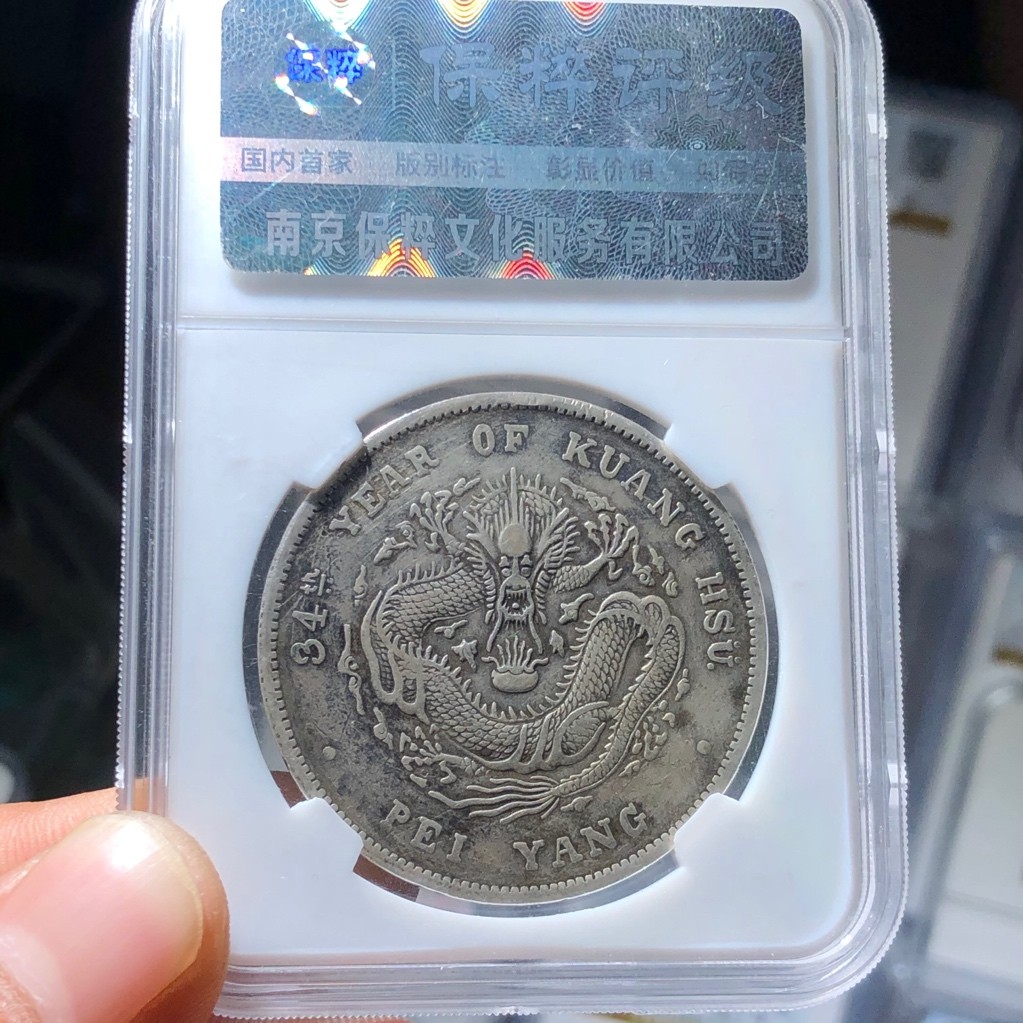 保粹 保粹评级
国内首家 版别标注 彰显价值
南京保粹文化服务有限公司
34TH YEAR OF KUANG HSÜ
PEI YANG